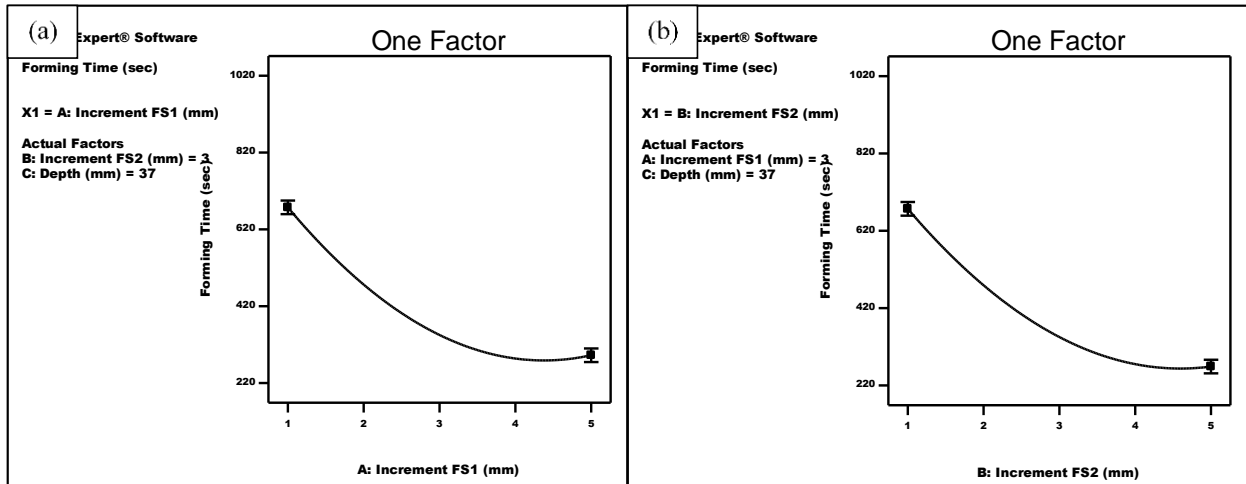 (a)
Expert® Software
Forming Time (sec)
X1 = A: Increment FS1 (mm)
Actual Factors
B: Increment FS2 (mm) = 3
C: Depth (mm) = 37
One Factor
Forming Time (sec)
1020
820
620
420
220
1 2 3 4 5
A: Increment FS1 (mm)
(b)
Expert® Software
Forming Time (sec)
X1 = B: Increment FS2 (mm)
Actual Factors
A: Increment FS1 (mm) = 3
C: Depth (mm) = 37
One Factor
Forming Time (sec)
1020
820
620
420
220
1 2 3 4 5
B: Increment FS2 (mm)